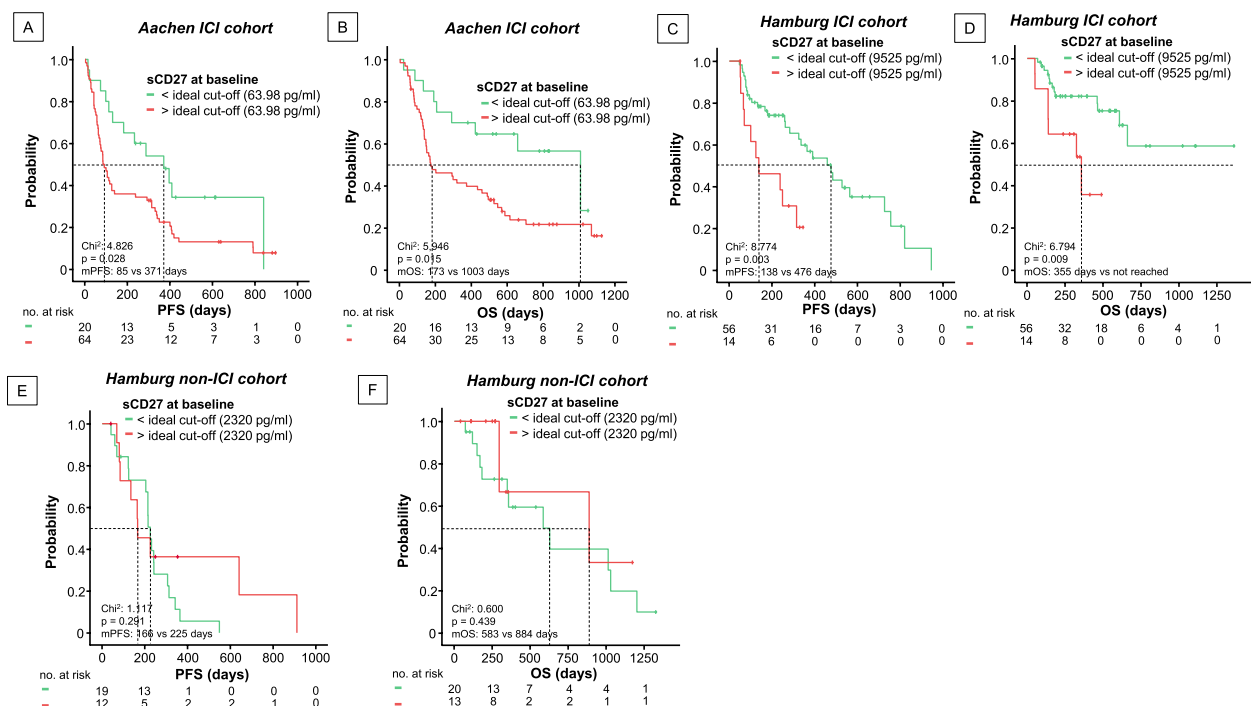 A
Aachen ICI cohort
sCD27 at baseline
< ideal cut-off (63.98 pg/ml)
> ideal cut-off (63.98 pg/ml)
Probability
1.0
0.8
0.6
0.4
0.2
0
Chi²: 4.826
p = 0.028
mPFS: 85 vs 371 days
0 200 400 600 800 1000
PFS (days)
no. at risk
20 13 5 3 1 0
64 23 12 7 3 0
B
Aachen ICI cohort
sCD27 at baseline
< ideal cut-off (63.98 pg/ml)
> ideal cut-off (63.98 pg/ml)
Probability
1.0
0.8
0.6
0.4
0.2
0
Chi²: 5.946
p = 0.015
mOS: 173 vs 1003 days
0 200 400 600 800 1000 1200
OS (days)
no. at risk
20 16 13 9 6 2 0
64 30 25 13 8 5 0
C
Hamburg ICI cohort
sCD27 at baseline
< ideal cut-off (9525 pg/ml)
> ideal cut-off (9525 pg/ml)
Probability
1.0
0.8
0.6
0.4
0.2
0
Chi²: 8.774
p = 0.003
mPFS: 138 vs 476 days
0 200 400 600 800 1000
PFS (days)
no. at risk
56 31 16 7 3 0
14 6 0 0 0 0
D
Hamburg ICI cohort
sCD27 at baseline
< ideal cut-off (9525 pg/ml)
> ideal cut-off (9525 pg/ml)
Probability
1.0
0.8
0.6
0.4
0.2
0
Chi²: 6.794
p = 0.009
mOS: 355 days vs not reached
0 250 500 750 1000 1250
OS (days)
no. at risk
56 32 18 6 4 1
14 8 0 0 0 0
E
Hamburg non-ICI cohort
sCD27 at baseline
< ideal cut-off (2320 pg/ml)
> ideal cut-off (2320 pg/ml)
Probability
1.0
0.8
0.6
0.4
0.2
0
Chi²: 1.117
p = 0.291
mPFS: 166 vs 225 days
0 200 400 600 800 1000
PFS (days)
no. at risk
19 13 1 0 0 0
12 5 2 2 1 0
F
Hamburg non-ICI cohort
sCD27 at baseline
< ideal cut-off (2320 pg/ml)
> ideal cut-off (2320 pg/ml)
Probability
1.0
0.8
0.6
0.4
0.2
0
Chi²: 0.600
p = 0.439
mOS: 583 vs 884 days
0 250 500 750 1000 1250
OS (days)
no. at risk
20 13 7 4 4 1
13 8 2 2 1 1